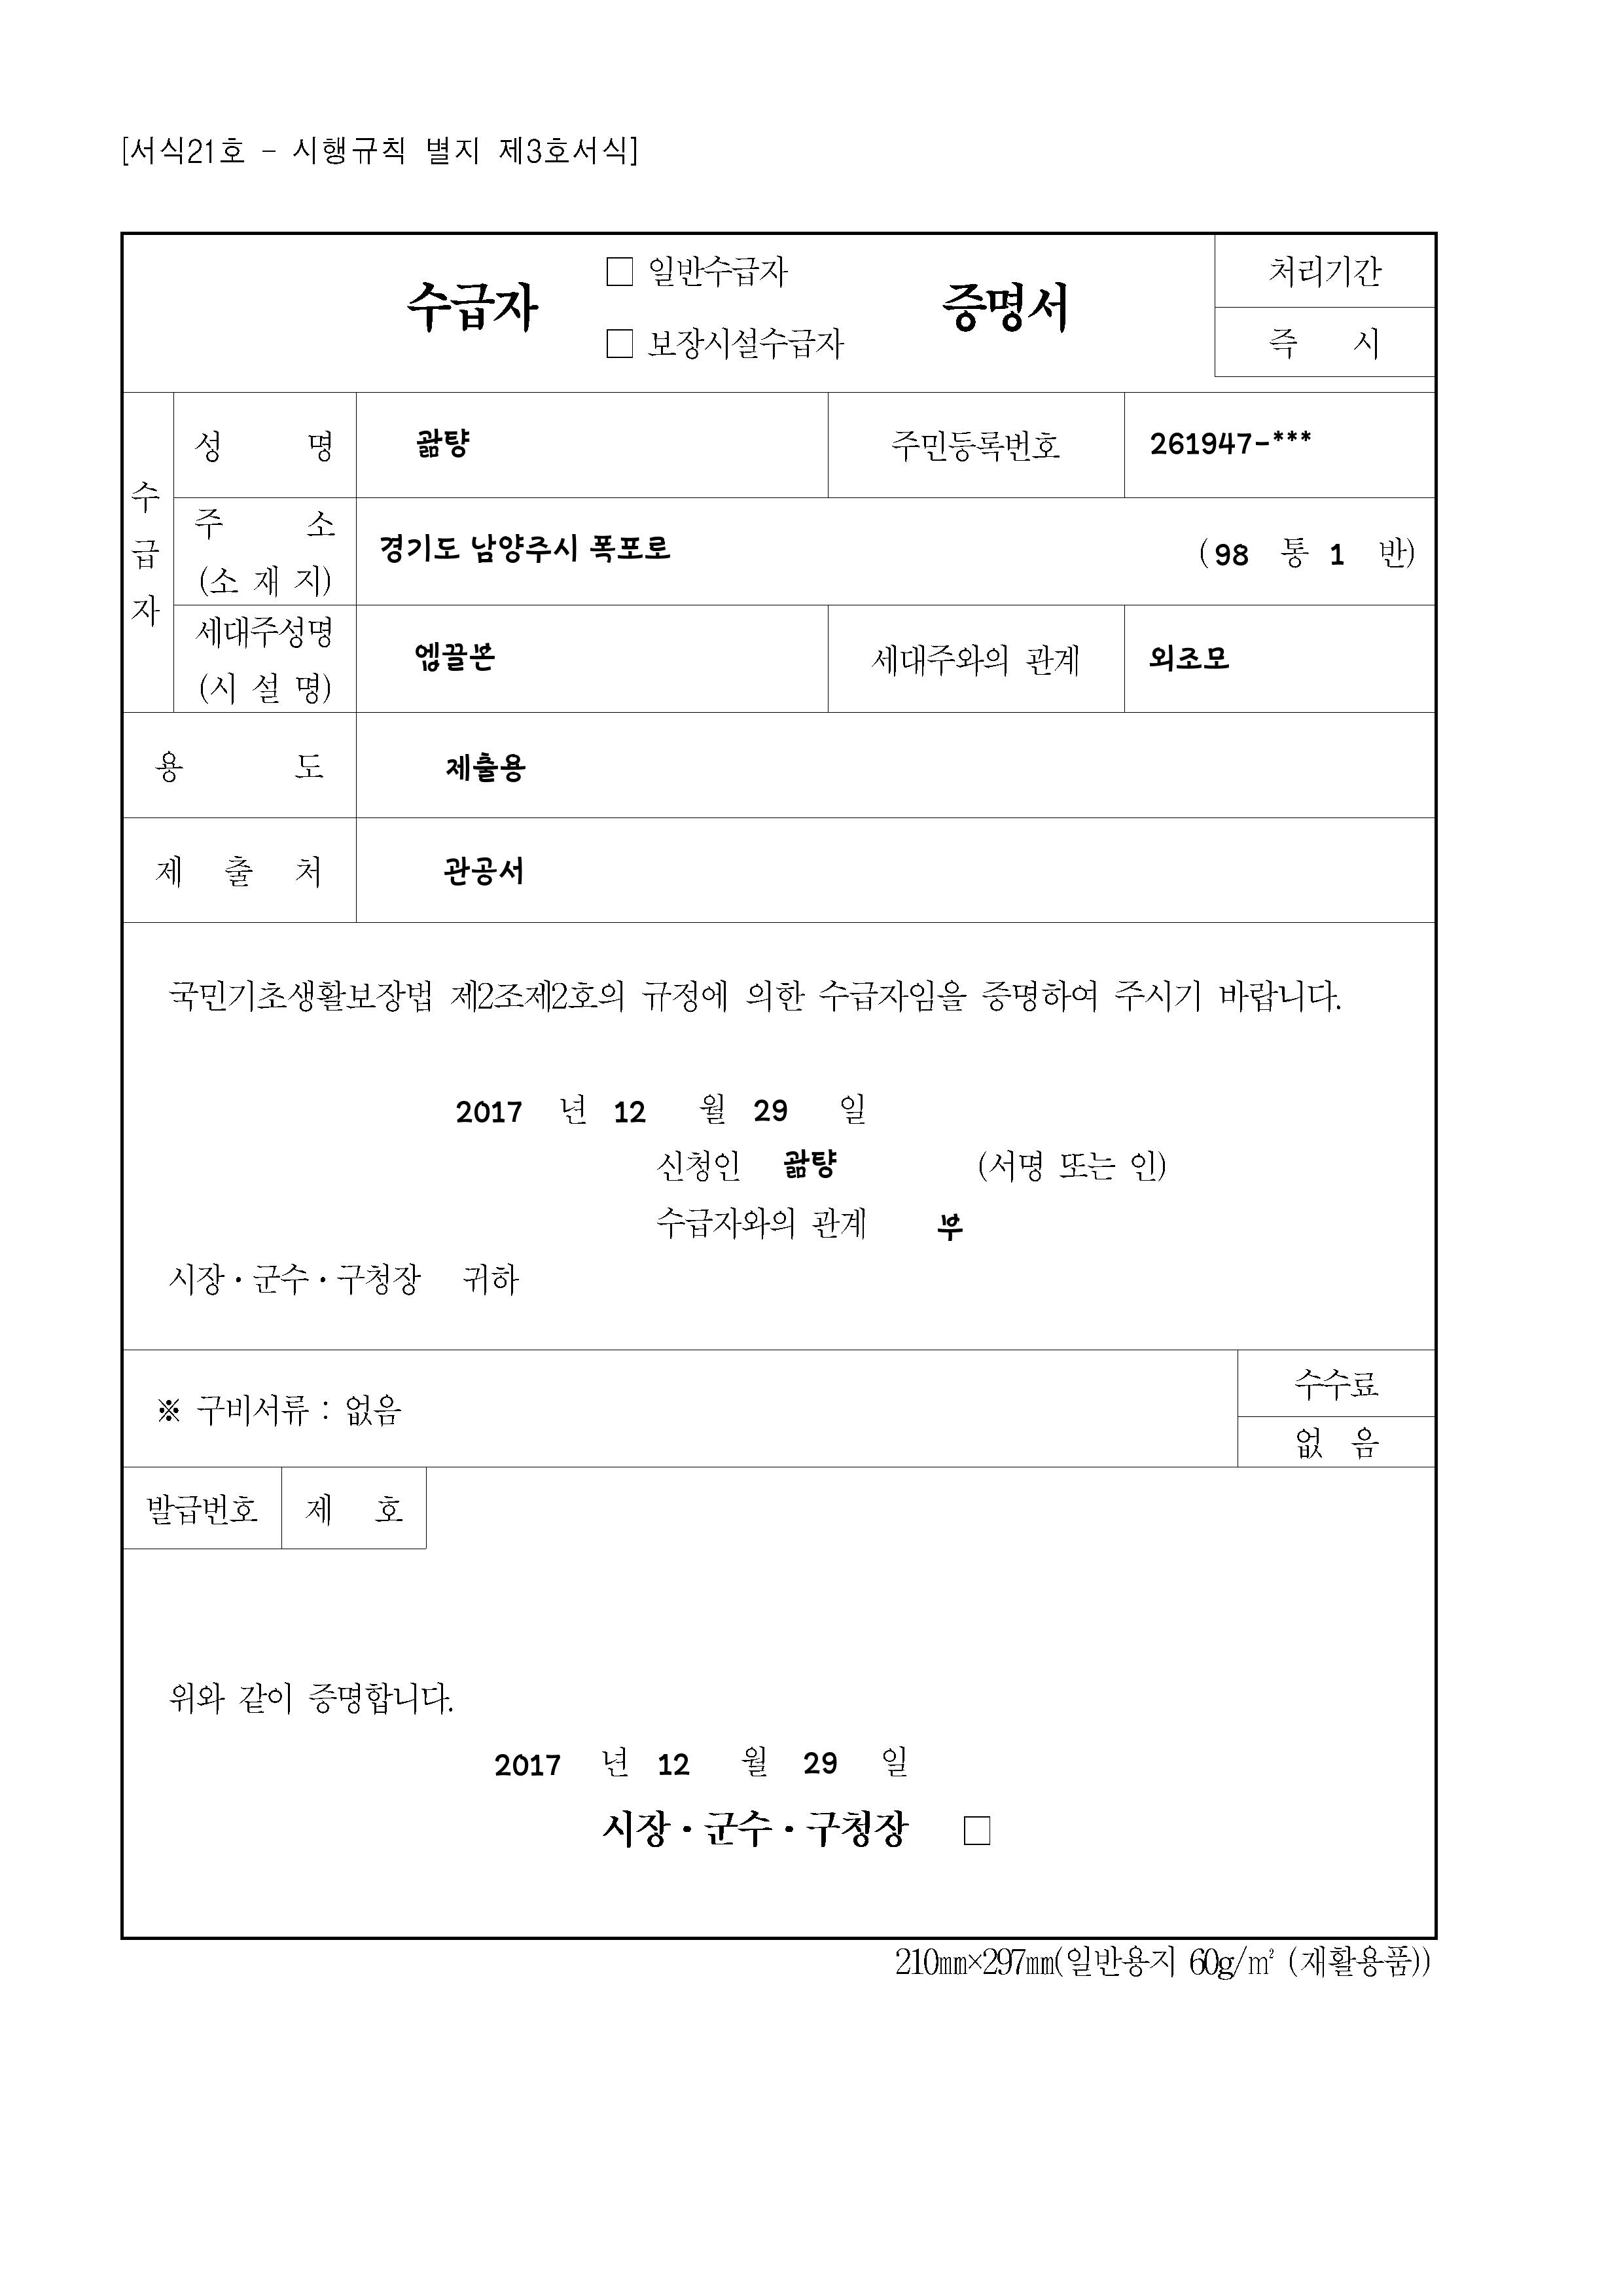 [서식21호 - 시행규칙 별지 제3호서식]
수급자 □ 일반수급자 □ 보장시설수급자 증명서
처리기간
즉 시
수급자
성 명 곪탸 주민등록번호 261947-***
주 소 (소 재 지) 경기도 남양주시 폭포로 (98 통 1 반)
세대주성명 (시 설 명) 엡끌본 세대주와의 관계 외조모
용 도 제출용
제 출 처 관공서
국민기초생활보장법 제2조제2호의 규정에 의한 수급자임을 증명하여 주시기 바랍니다.
2017 년 12 월 29 일
신청인 (서명 또는 인)
수급자와의 관계 부
시장·군수·구청장 귀하
※ 구비서류 : 없음
수수료
없 음
발급번호 제 호
위와 같이 증명합니다.
2017 년 12 월 29 일
시장·군수·구청장 □
210㎜×297㎜(일반용지 60g/㎡ (재활용품))